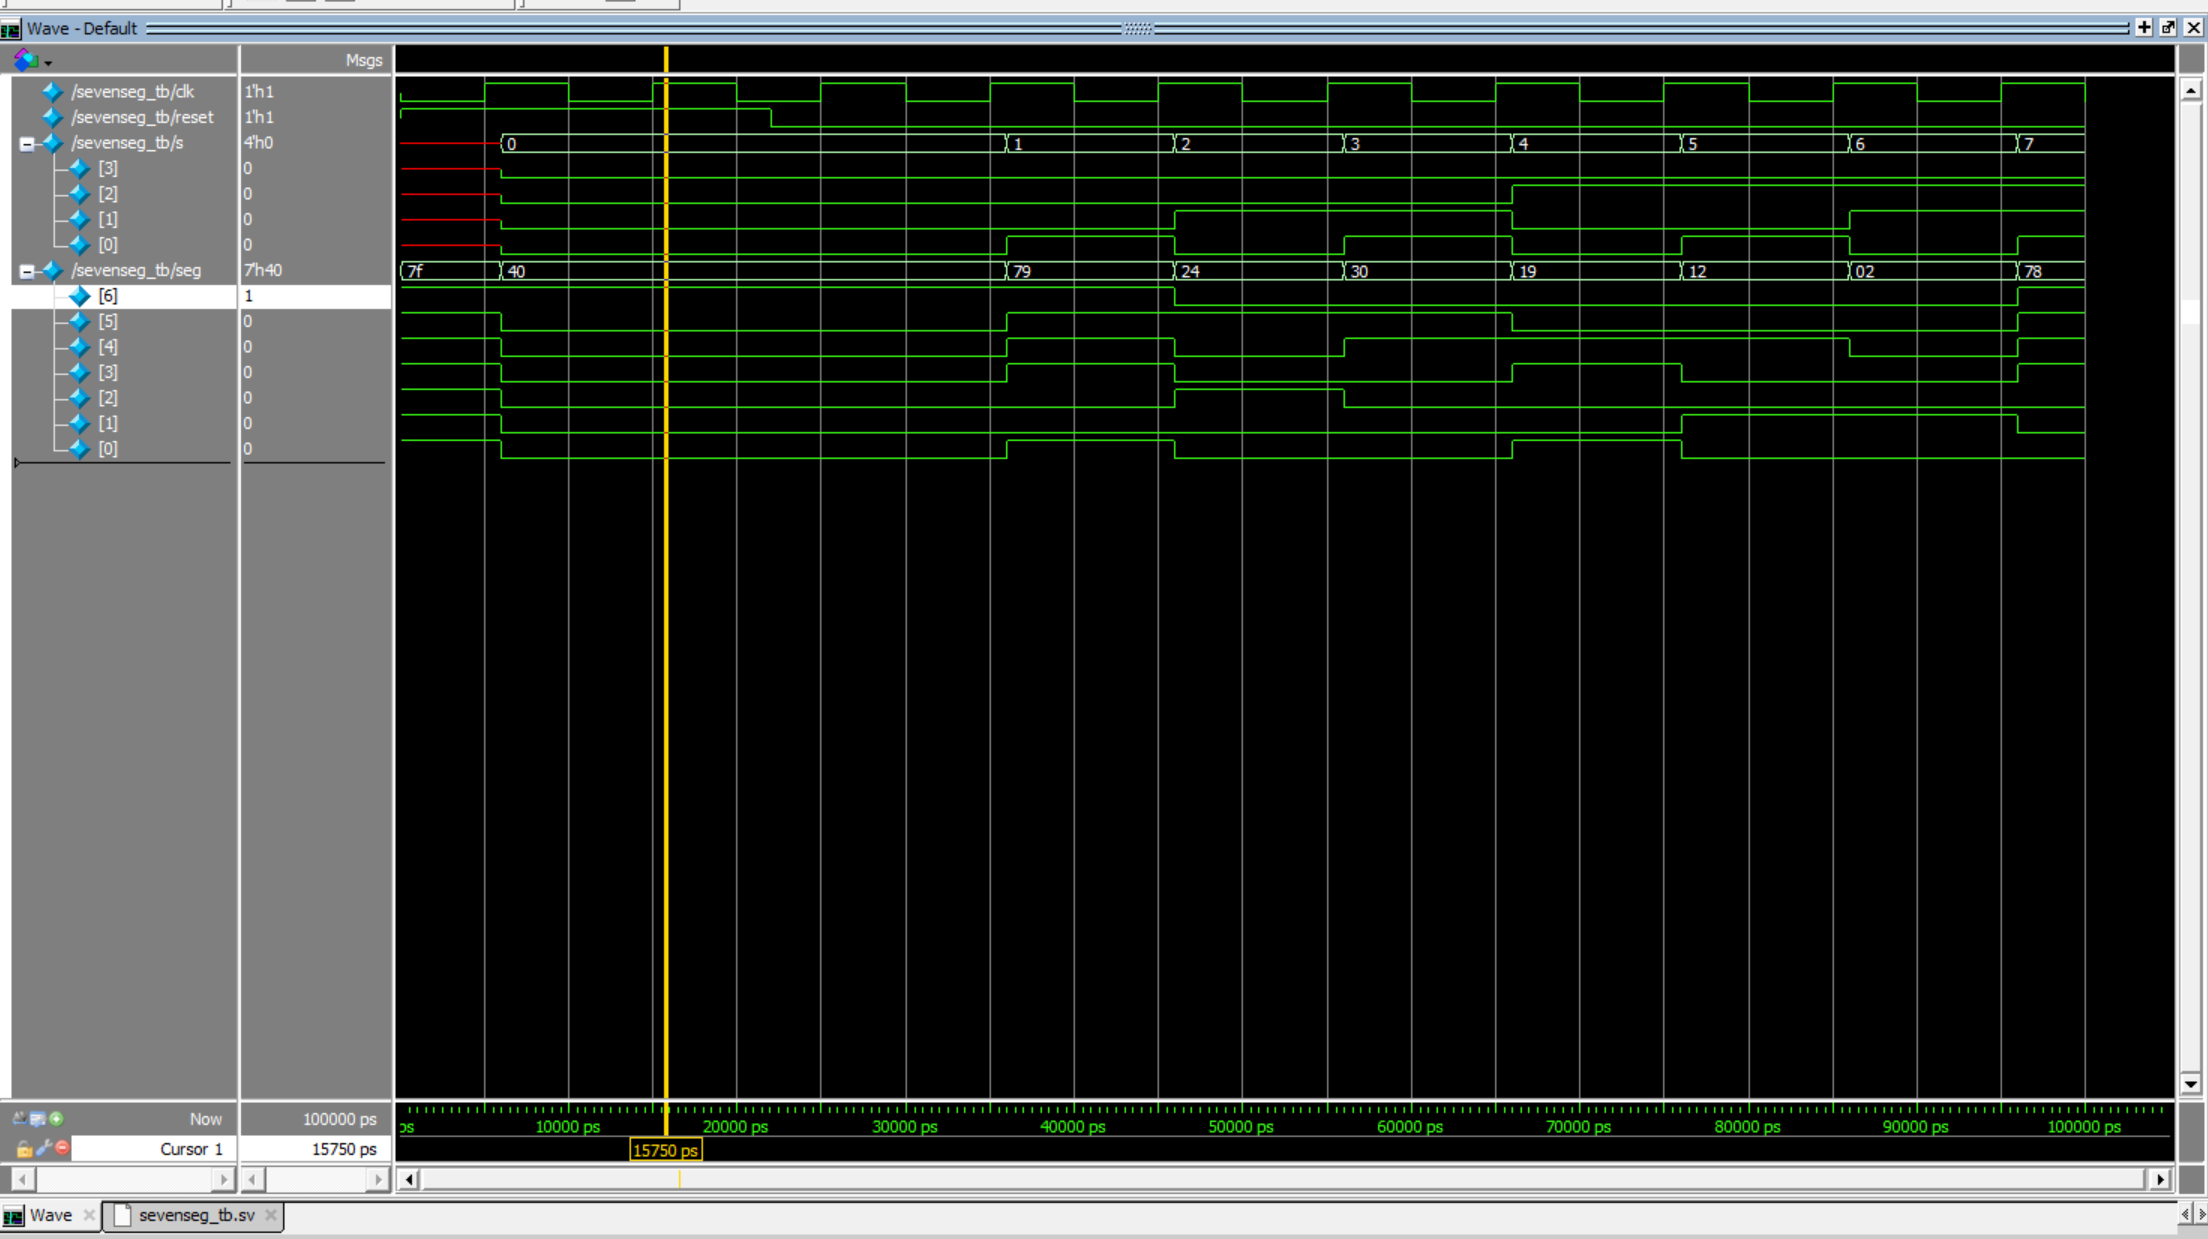 Wave - Default
Msgs
/sevenseg_tb/clk 1'h1
/sevenseg_tb/reset 1'h1
/sevenseg_tb/s 4'h0 0 1 2 3 4 5 6 7
[3] 0
[2] 0
[1] 0
[0] 0
/sevenseg_tb/seg 7'h40 7f 40 79 24 30 19 12 02 78
[6] 1
[5] 0
[4] 0
[3] 0
[2] 0
[1] 0
[0] 0
Now 100000 ps ps 10000 ps 20000 ps 30000 ps 40000 ps 50000 ps 60000 ps 70000 ps 80000 ps 90000 ps 100000 ps
Cursor 1 15750 ps 15750 ps
Wave sevenseg_tb.sv